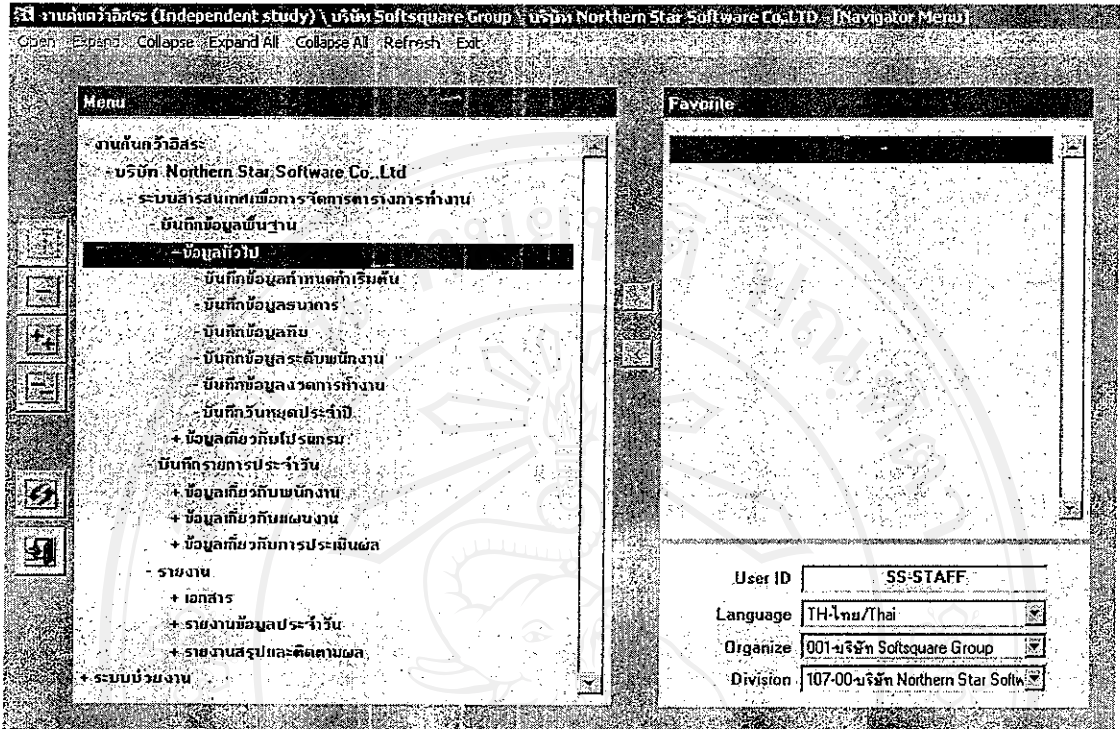 งานค้นคว้าอิสระ (Independent study) \ บริษัท Softsquare Group \ บริษัท Northern Star Software Co,.LTD - [Navigator Menu]
Open Expand Collapse Expand All Collapse All Refresh Exit
Menu
งานค้นคว้าอิสระ
- บริษัท Northern Star Software Co,.Ltd
- ระบบสารสนเทศเพื่อการจัดการตารางการทำงาน
- บันทึกข้อมูลพื้นฐาน
- ข้อมูลทั่วไป
- บันทึกข้อมูลกำหนดค่าเริ่มต้น
- บันทึกข้อมูลธนาคาร
- บันทึกข้อมูลทีม
- บันทึกข้อมูลระดับพนักงาน
- บันทึกข้อมูลงวดการทำงาน
- บันทึกวันหยุดประจำปี
+ ข้อมูลเกี่ยวกับโปรแกรม
- บันทึกรายการประจำวัน
+ ข้อมูลเกี่ยวกับพนักงาน
+ ข้อมูลเกี่ยวกับแผนงาน
+ ข้อมูลเกี่ยวกับการประเมินผล
- รายงาน
+ เอกสาร
+ รายงานข้อมูลประจำวัน
+ รายงานสรุปและติดตามผล
+ ระบบช่วยงาน
Favorite
User ID SS-STAFF
Language TH-ไทย/Thai
Organize 001-บริษัท Softsquare Group
Division 107-00-บริษัท Northern Star Softw